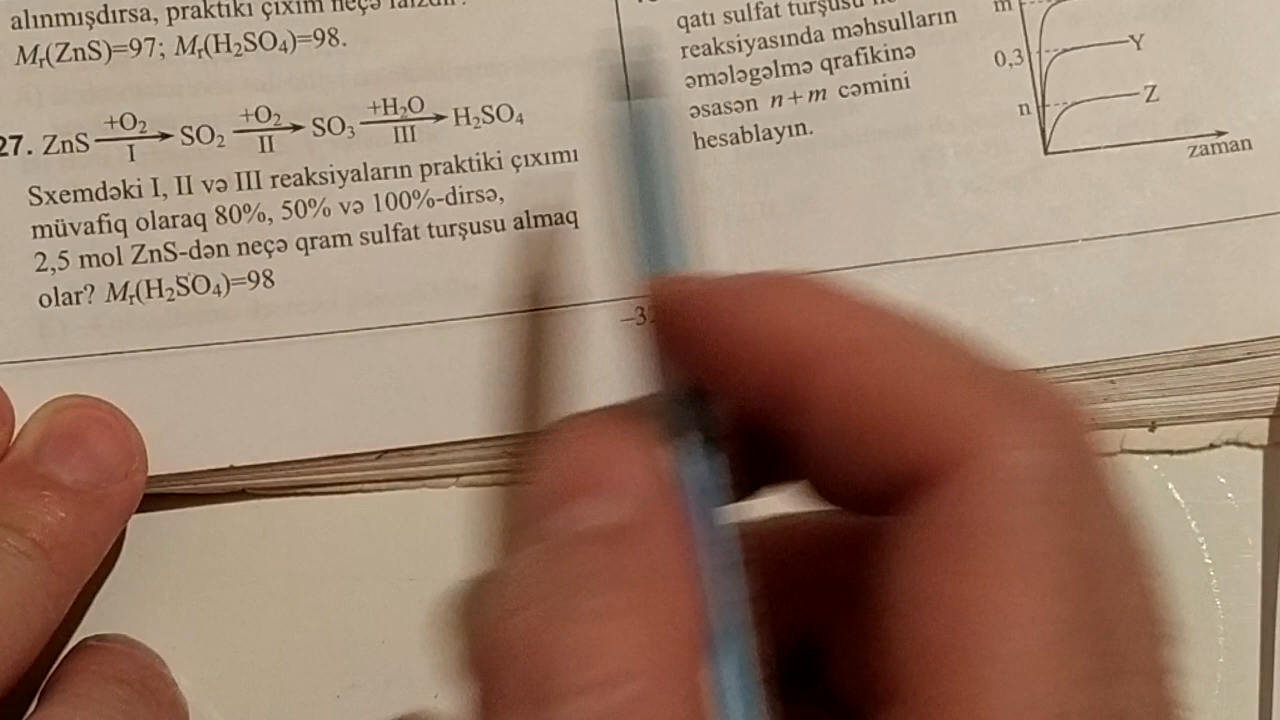 alınmışdırsa, praktiki çıxım neçə faizdir?
Mᵣ(ZnS)=97; Mᵣ(H₂SO₄)=98.
27. ZnS +O₂ → I SO₂ +O₂ → II SO₃ +H₂O → III H₂SO₄
Sxemdəki I, II və III reaksiyaların praktiki çıxımı
müvafiq olaraq 80%, 50% və 100%-dirsə,
2,5 mol ZnS-dən neçə qram sulfat turşusu almaq
olar? Mᵣ(H₂SO₄)=98
qatı sulfat turşusu
reaksiyasında məhsulların
əmələgəlmə qrafikinə
əsasən n+m cəmini
hesablayın.
m
Y
0,3
Z
n
zaman
–3